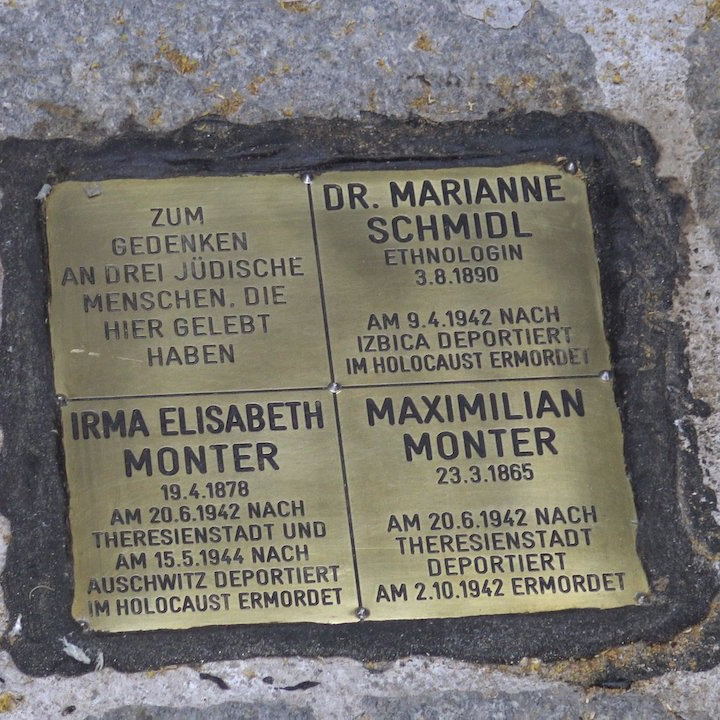 ZUM
GEDENKEN
AN DREI JÜDISCHE
MENSCHEN, DIE
HIER GELEBT
HABEN
DR. MARIANNE
SCHMIDL
ETHNOLOGIN
3.8.1890
AM 9.4.1942 NACH
IZBICA DEPORTIERT
IM HOLOCAUST ERMORDET
IRMA ELISABETH
MONTER
19.4.1878
AM 20.6.1942 NACH
THERESIENSTADT UND
AM 15.5.1944 NACH
AUSCHWITZ DEPORTIERT
IM HOLOCAUST ERMORDET
MAXIMILIAN
MONTER
23.3.1865
AM 20.6.1942 NACH
THERESIENSTADT
DEPORTIERT
AM 2.10.1942 ERMORDET